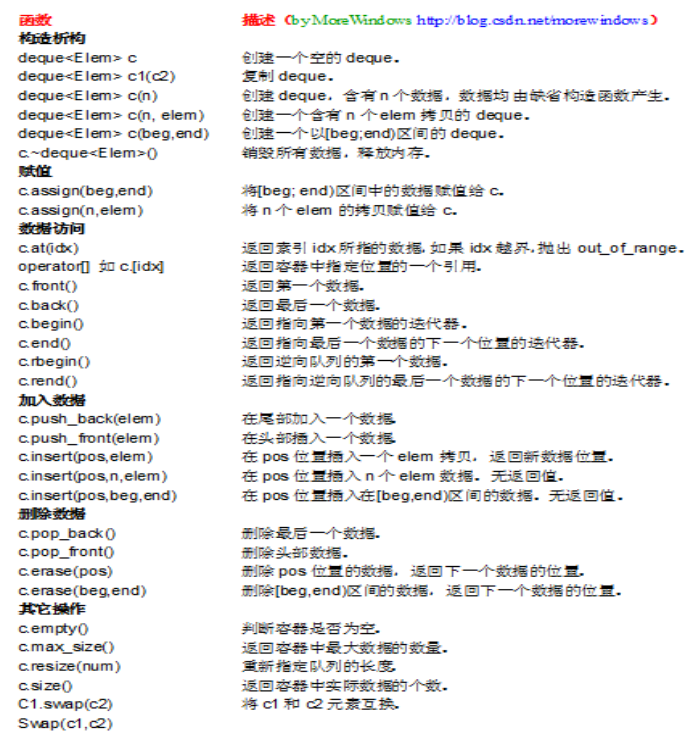 函数 描述（by MoreWindows http://blog.csdn.net/morewindows）
构造析构
deque<Elem> c 创建一个空的 deque。
deque<Elem> c1(c2) 复制 deque。
deque<Elem> c(n) 创建 deque，含有 n 个数据，数据均由缺省构造函数产生。
deque<Elem> c(n, elem) 创建一个含有 n 个 elem 拷贝的 deque。
deque<Elem> c(beg,end) 创建一个以[beg;end)区间的 deque。
c.~deque<Elem>() 销毁所有数据，释放内存。
赋值
c.assign(beg,end) 将[beg; end)区间中的数据赋值给 c。
c.assign(n,elem) 将 n 个 elem 的拷贝赋值给 c。
数据访问
c.at(idx) 返回索引 idx 所指的数据，如果 idx 越界，抛出 out_of_range。
operator[] 如 c.[idx] 返回容器中指定位置的一个引用。
c.front() 返回第一个数据。
c.back() 返回最后一个数据。
c.begin() 返回指向第一个数据的迭代器。
c.end() 返回指向最后一个数据的下一个位置的迭代器。
c.rbegin() 返回逆向队列的第一个数据。
c.rend() 返回指向逆向队列的最后一个数据的下一个位置的迭代器。
加入数据
c.push_back(elem) 在尾部加入一个数据。
c.push_front(elem) 在头部插入一个数据。
c.insert(pos,elem) 在 pos 位置插入一个 elem 拷贝，返回新数据位置。
c.insert(pos,n,elem) 在 pos 位置插入 n 个 elem 数据。无返回值。
c.insert(pos,beg,end) 在 pos 位置插入在[beg,end)区间的数据。无返回值。
删除数据
c.pop_back() 删除最后一个数据。
c.pop_front() 删除头部数据。
c.erase(pos) 删除 pos 位置的数据，返回下一个数据的位置。
c.erase(beg,end) 删除[beg,end)区间的数据，返回下一个数据的位置。
其它操作
c.empty() 判断容器是否为空。
c.max_size() 返回容器中最大数据的数量。
c.resize(num) 重新指定队列的长度。
c.size() 返回容器中实际数据的个数。
C1.swap(c2) 将 c1 和 c2 元素互换。
Swap(c1,c2)